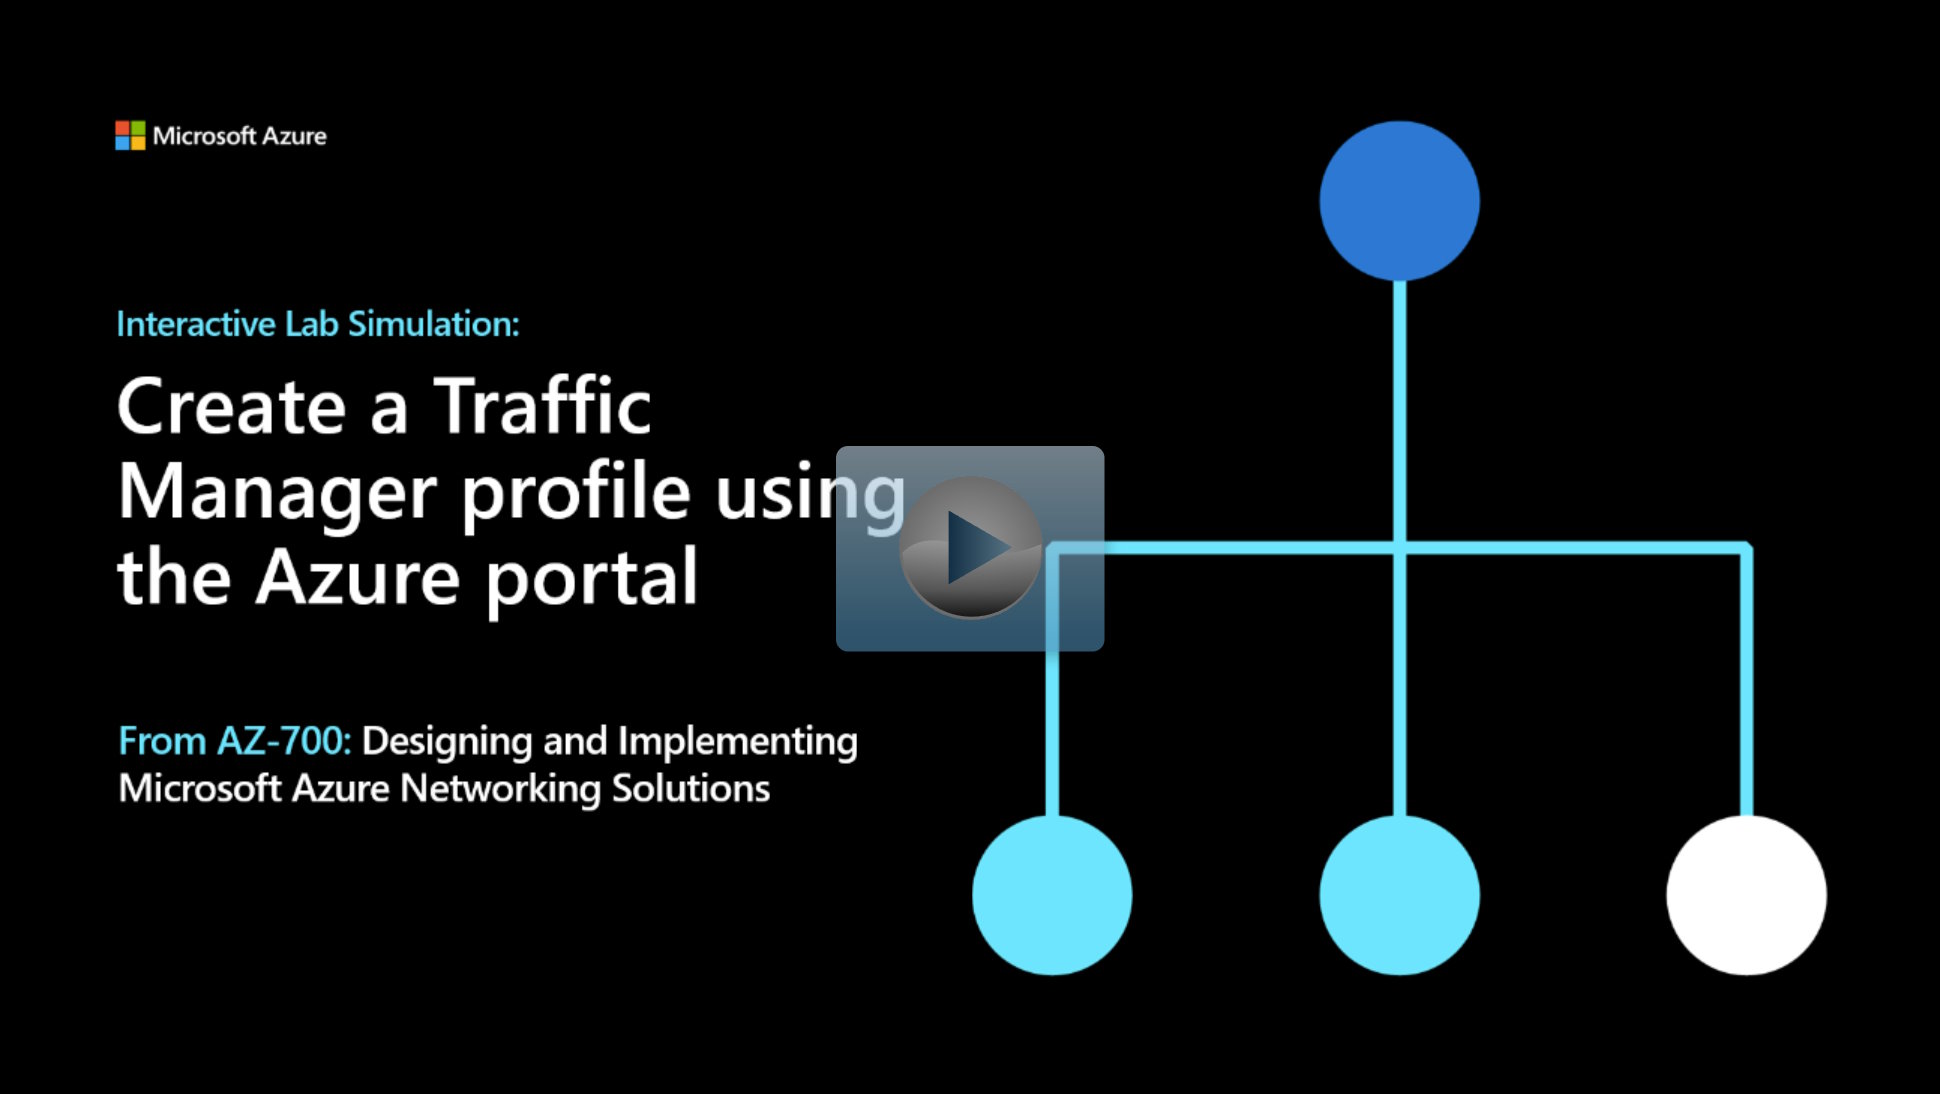 Microsoft Azure
Interactive Lab Simulation:
Create a Traffic
Manager profile using
the Azure portal
From AZ-700: Designing and Implementing
Microsoft Azure Networking Solutions